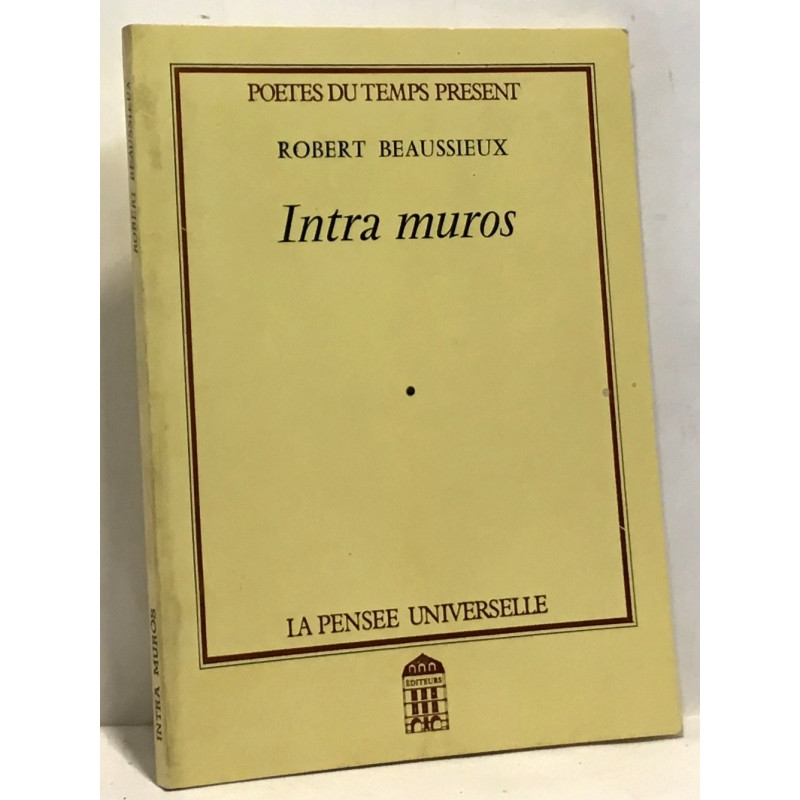 POETES DU TEMPS PRESENT
ROBERT BEAUSSIEUX
Intra muros
LA PENSEE UNIVERSELLE
EDITEURS
ROBERT BEAUSSIEUX
INTRA MUROS